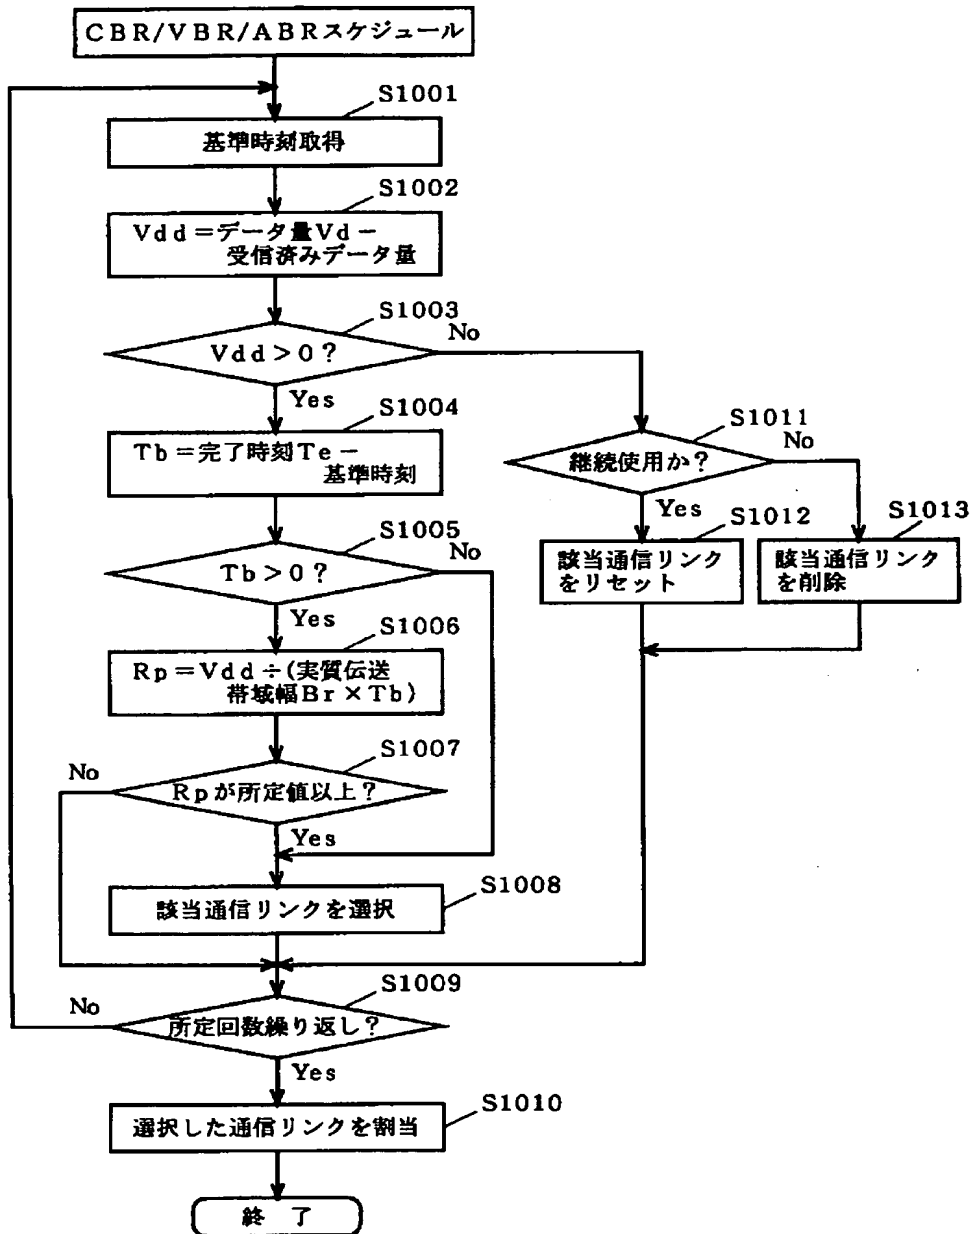 CBR/VBR/ABRスケジュール
S1001
基準時刻取得
S1002
Vdd=データ量Vd−
受信済みデータ量
S1003
Vdd>0?
No
Yes
S1004
Tb=完了時刻Te−
基準時刻
S1005
Tb>0?
No
Yes
S1006
Rp=Vdd÷(実質伝送
帯域幅Br×Tb)
S1007
Rpが所定値以上?
No
Yes
S1008
該当通信リンクを選択
S1009
所定回数繰り返し?
No
Yes
S1010
選択した通信リンクを割当
終 了
S1011
継続使用か?
No
Yes
S1012
該当通信リンク
をリセット
S1013
該当通信リンク
を削除